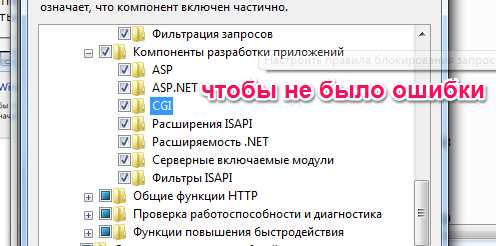 означает, что компонент включен частично.
Фильтрация запросов
Компоненты разработки приложений
Настроить правила блокирования запрос
ASP
ASP.NET
чтобы не было ошибки
CGI
Расширения ISAPI
Расширяемость .NET
Серверные включаемые модули
Фильтры ISAPI
Общие функции HTTP
Проверка работоспособности и диагностика
Функции повышения быстродействия